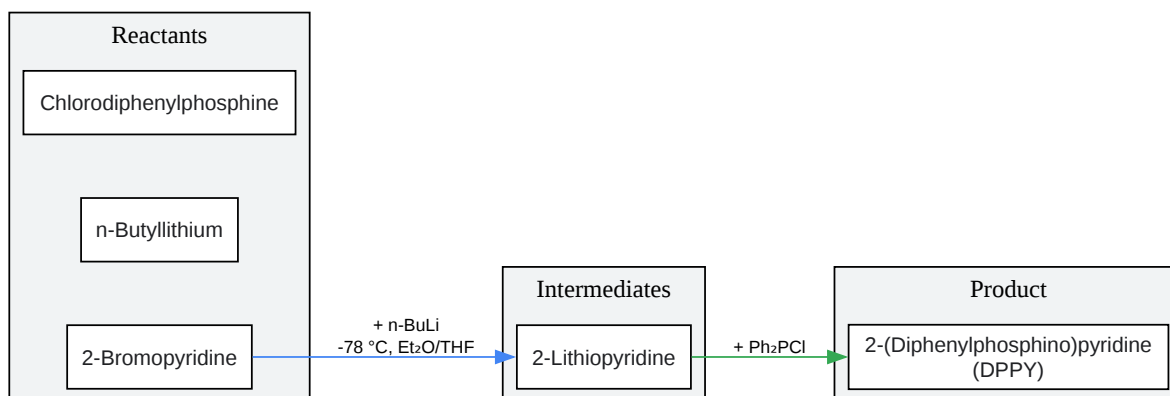 Reactants
Chlorodiphenylphosphine
n-Butyllithium
2-Bromopyridine
+ n-BuLi
-78 °C, Et₂O/THF
Intermediates
2-Lithiopyridine
+ Ph₂PCl
Product
2-(Diphenylphosphino)pyridine
(DPPY)